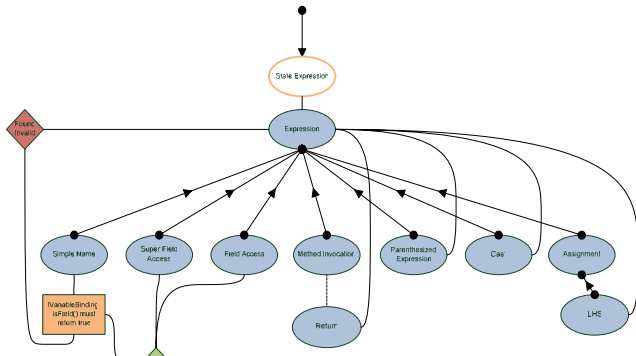 State Expression
Found
Invalid
Expression
Simple Name
Super Field
Access
Field Access
Method Invocation
Parenthesized
Expression
Cast
Assignment
IVariableBinding
isField() must
return true
Return
LHS